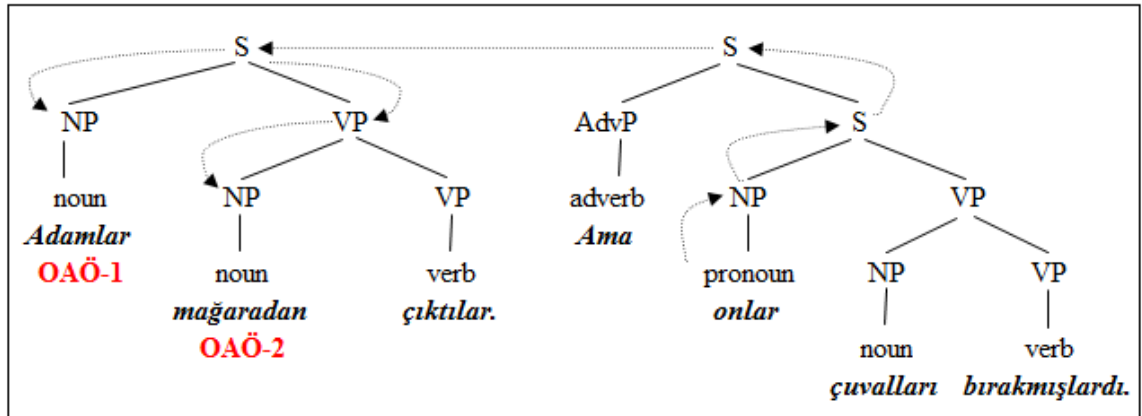 S S
NP VP AdvP S
noun NP VP adverb NP VP
Adamlar Ama
OAÖ-1 noun verb pronoun NP VP
mağaradan çıktılar. onlar
OAÖ-2
noun verb
çuvalları bırakmışlardı.